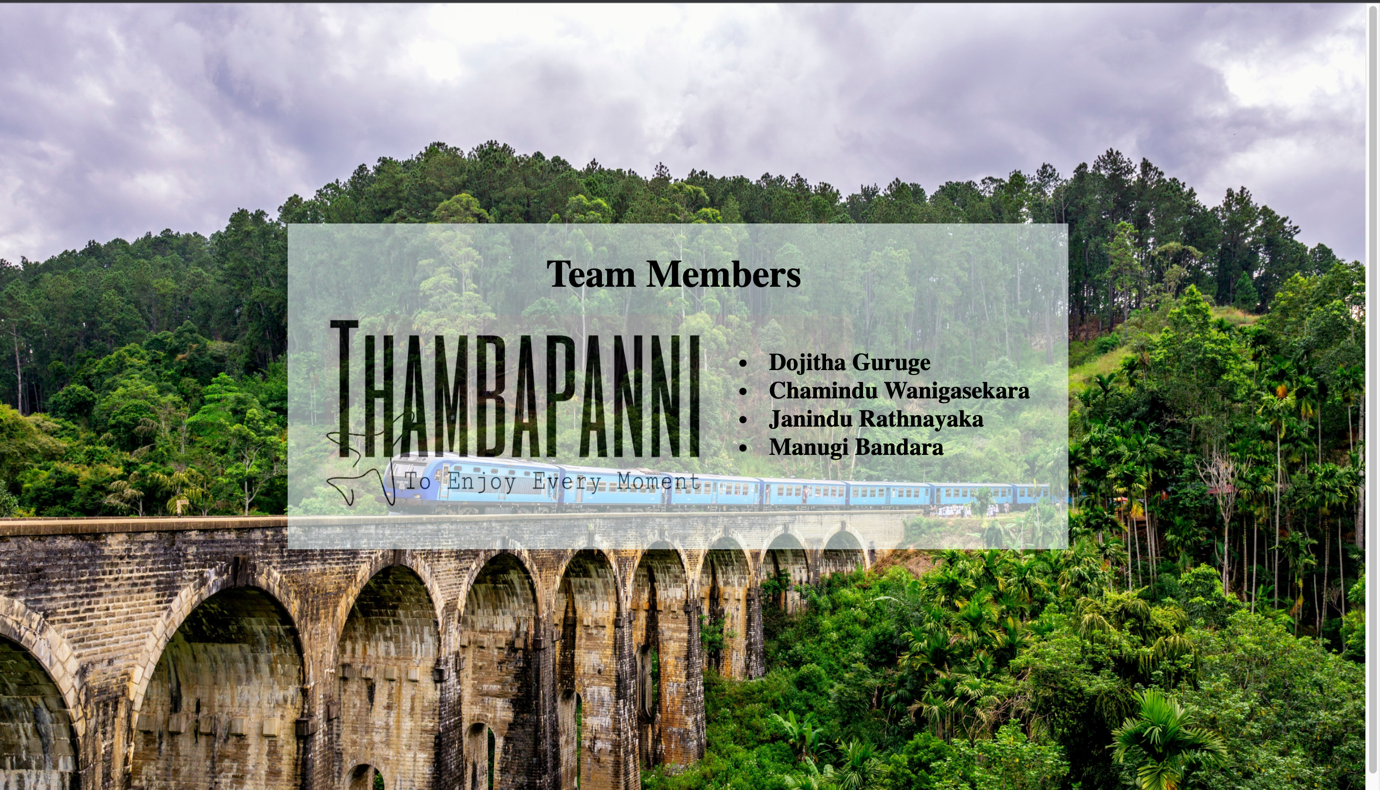 Team Members
THAMBAPANNI
To Enjoy Every Moment
• Dojitha Guruge
• Chamindu Wanigasekara
• Janindu Rathnayaka
• Manugi Bandara